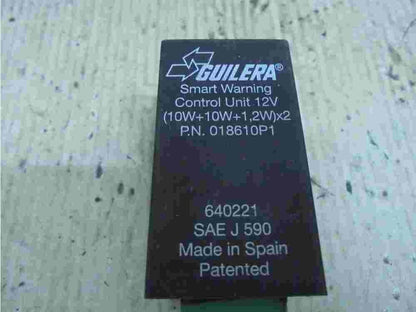 GUILERA®
Smart Warning
Control Unit 12V
(10W+10W+1,2W)x2
P.N. 018610P1
640221
SAE J 590
Made in Spain
Patented